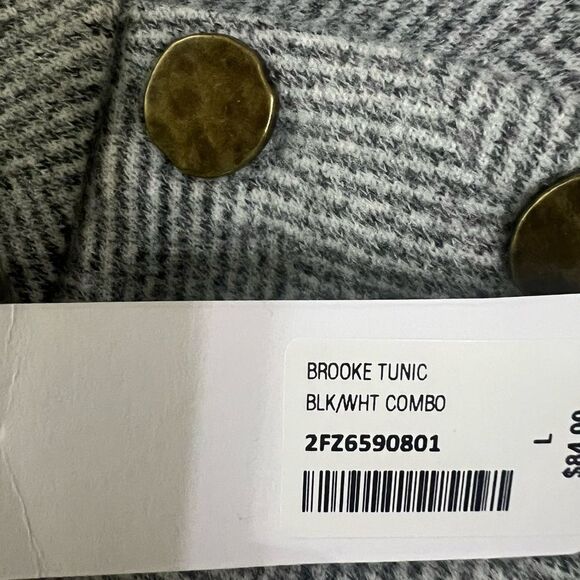 BROOKE TUNIC
BLK/WHT COMBO
2FZ6590801
L
$84.00